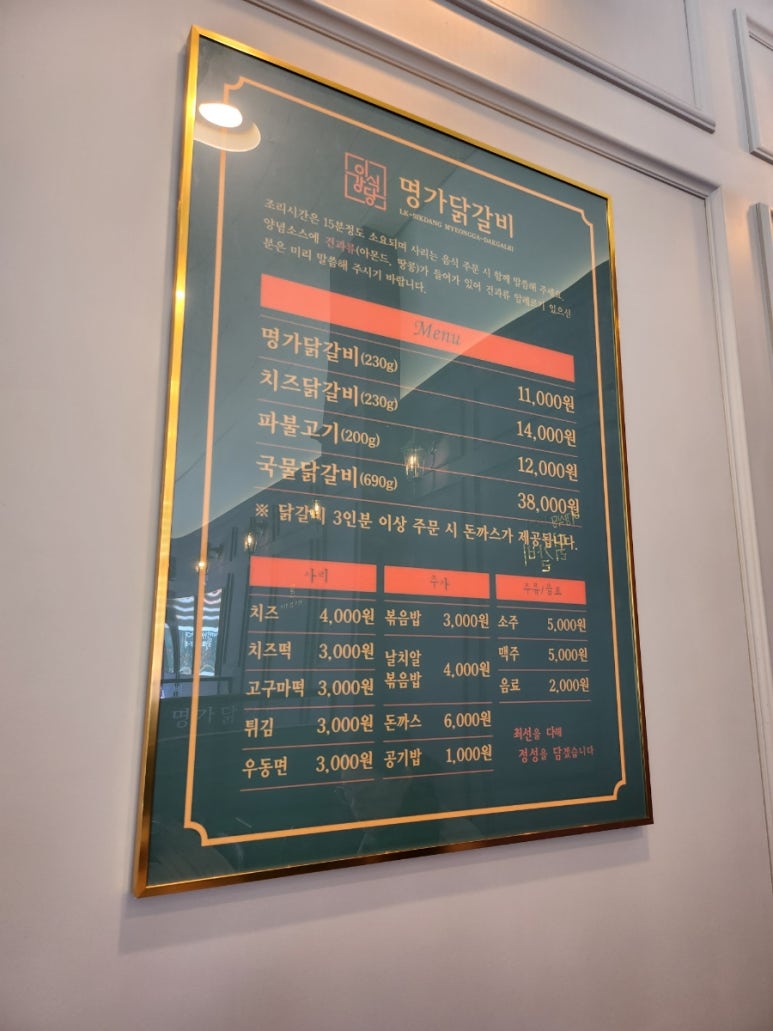 이식
강당
명가닭갈비
LK-SIKDANG MYEONGGA-DAKGALBI
조리시간은 15분정도 소요되며 사리는 음식 주문 시 함께 말씀해 주세요.
양념소스에 견과류(아몬드, 땅콩)가 들어가 있어 견과류 알레르기 있으신
분은 미리 말씀해 주시기 바랍니다.
Menu
명가닭갈비(230g) 11,000원
치즈닭갈비(230g) 14,000원
파불고기(200g) 12,000원
국물닭갈비(690g) 38,000원
※ 닭갈비 3인분 이상 주문 시 돈까스가 제공됩니다.
사리
치즈 4,000원
치즈떡 3,000원
고구마떡 3,000원
튀김 3,000원
우동면 3,000원
추사
볶음밥 3,000원
날치알
볶음밥 4,000원
돈까스 6,000원
공기밥 1,000원
주류/음료
소주 5,000원
맥주 5,000원
음료 2,000원
최선을 다해
정성을 담겠습니다